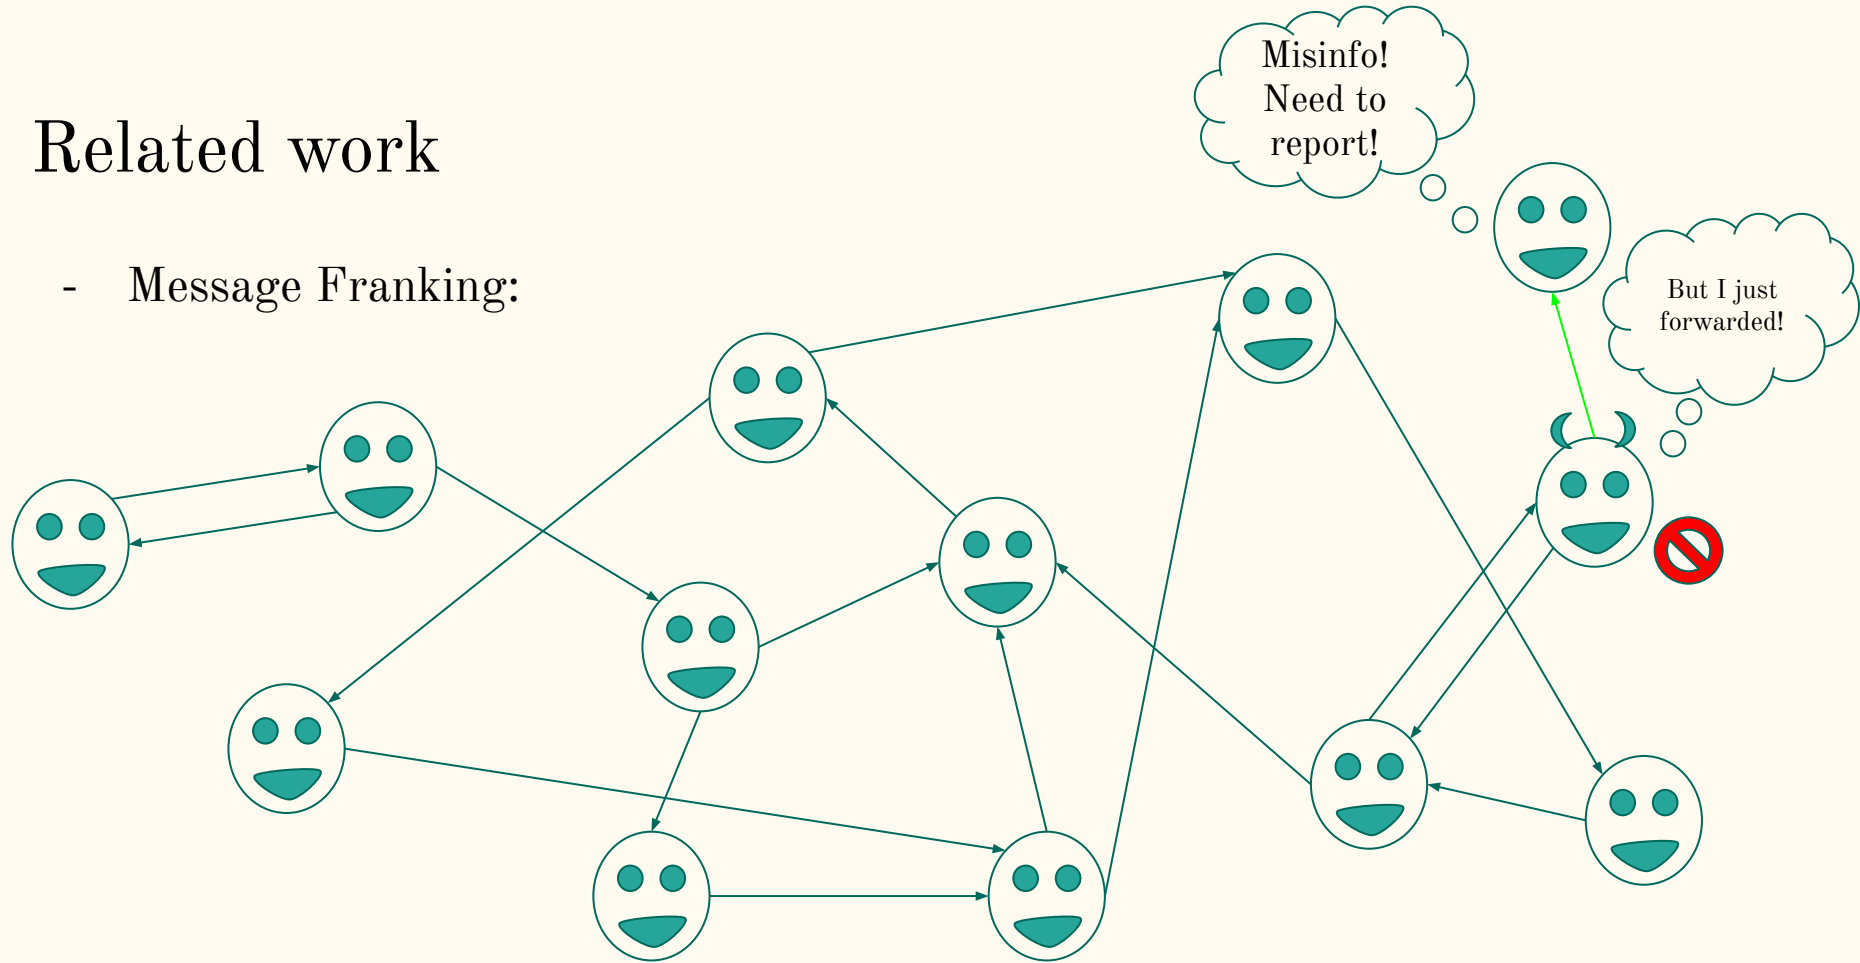 Related work
- Message Franking:
Misinfo!
Need to
report!
But I just
forwarded!